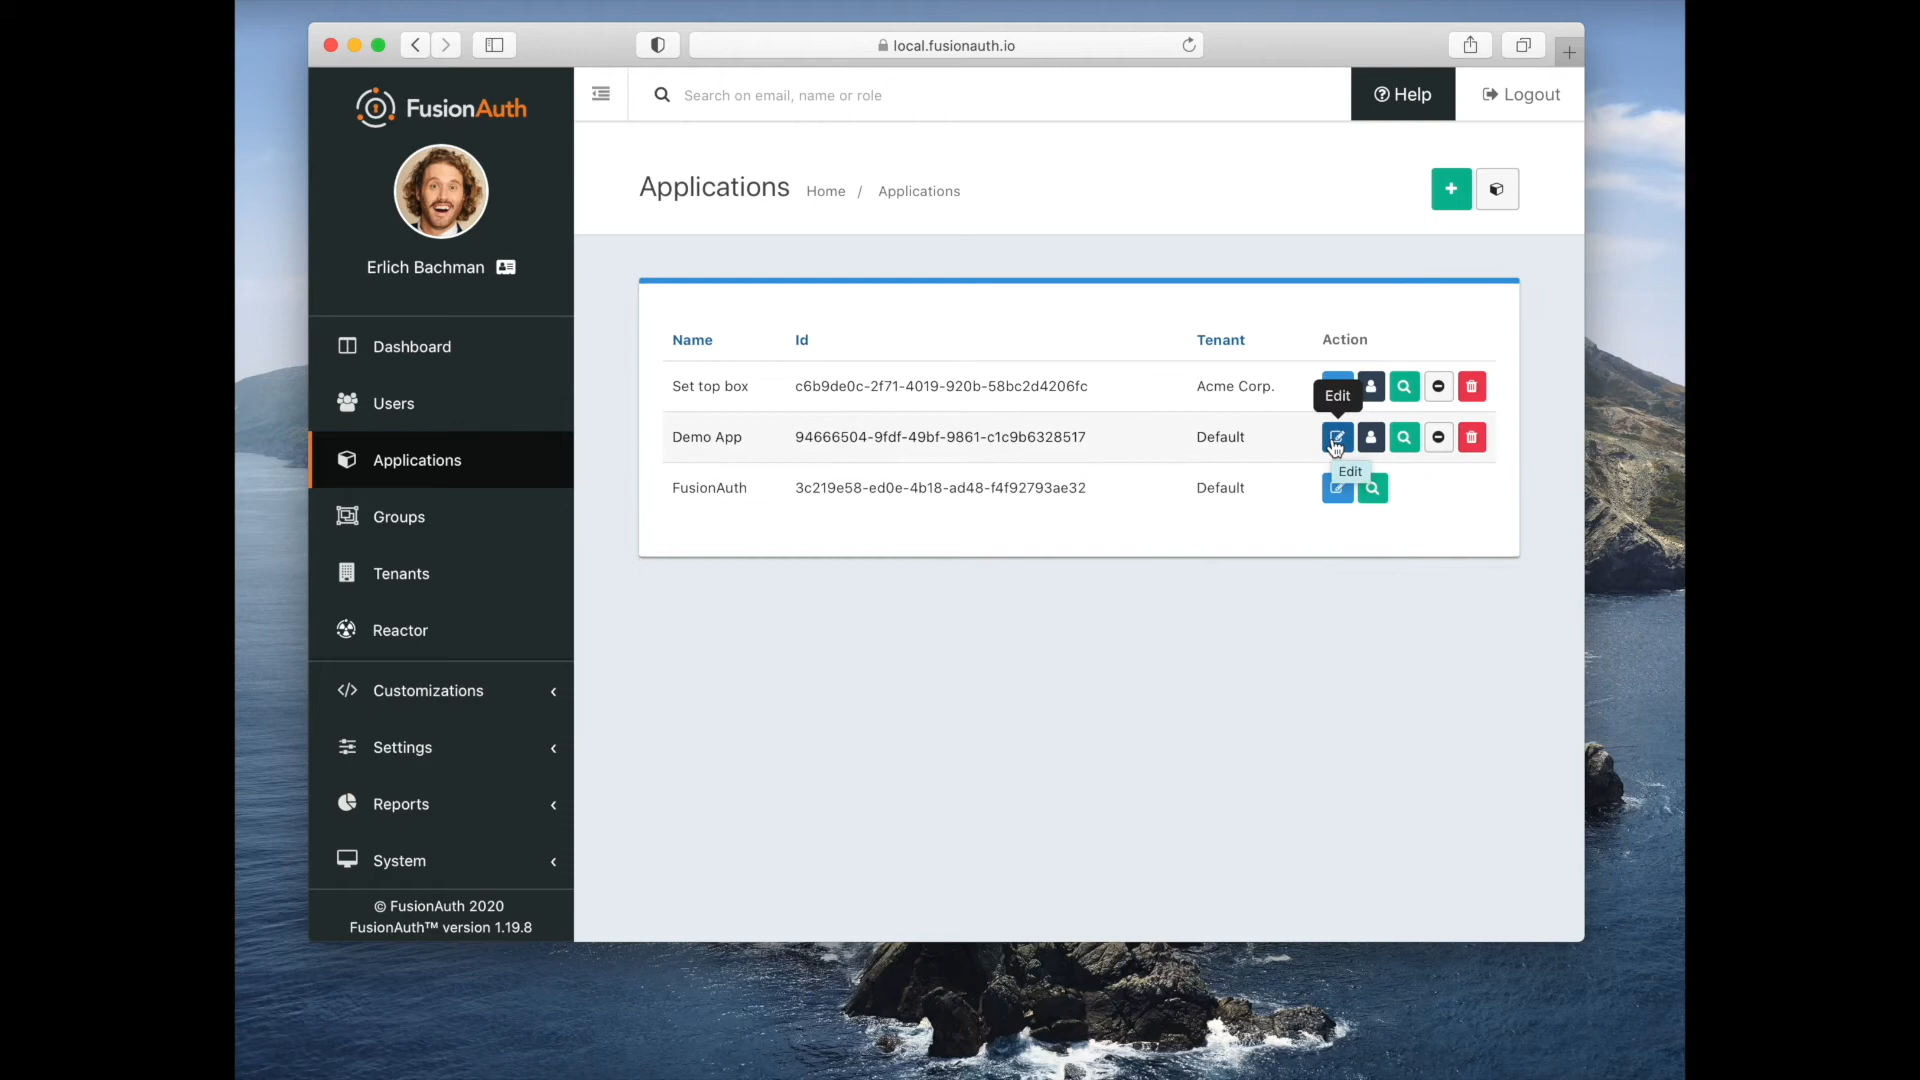 local.fusionauth.io
FusionAuth
Search on email, name or role
Help
Logout
Erlich Bachman
Applications
Home / Applications
Dashboard
Users
Applications
Groups
Tenants
Reactor
Customizations
Settings
Reports
System
© FusionAuth 2020
FusionAuth™ version 1.19.8
Name Id Tenant Action
Set top box c6b9de0c-2f71-4019-920b-58bc2d4206fc Acme Corp.
Edit
Demo App 94666504-9fdf-49bf-9861-c1c9b6328517 Default
Edit
FusionAuth 3c219e58-ed0e-4b18-ad48-f4f92793ae32 Default